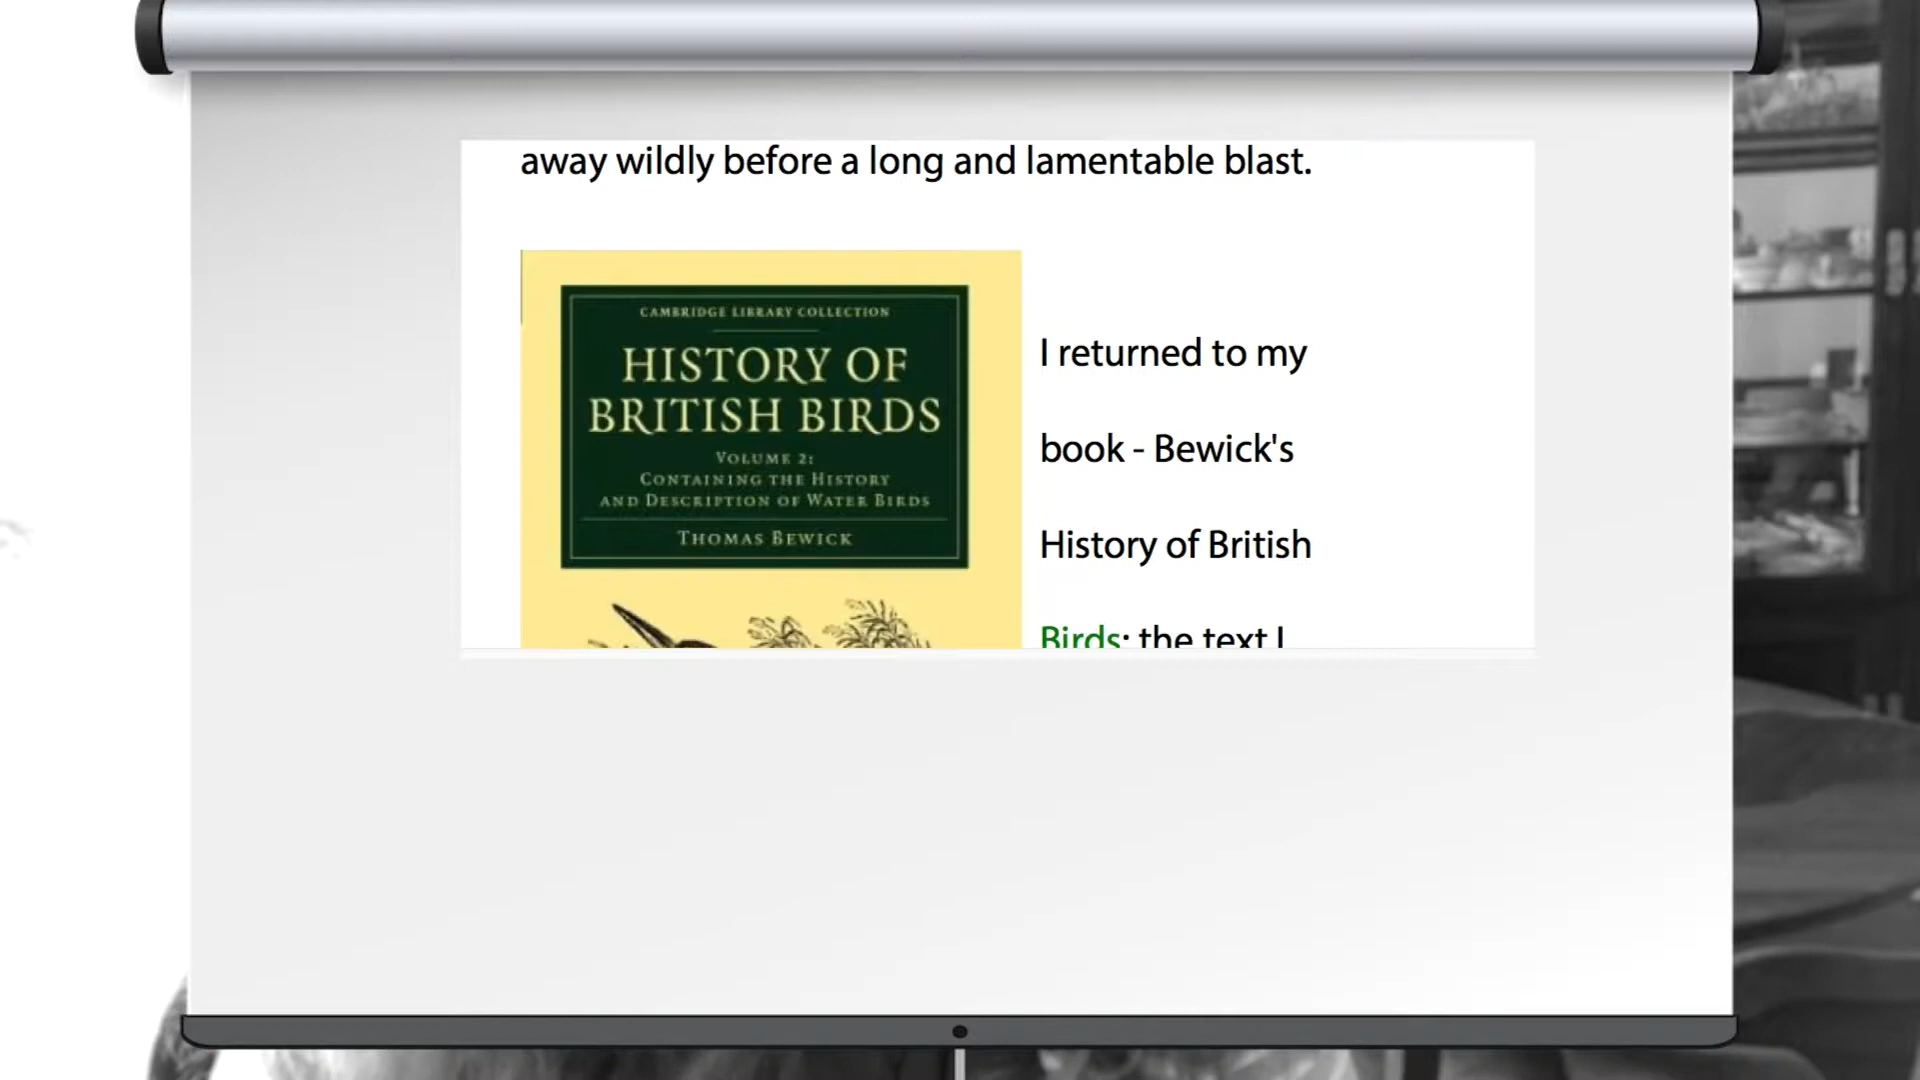 away wildly before a long and lamentable blast.
CAMBRIDGE LIBRARY COLLECTION
HISTORY OF
BRITISH BIRDS
VOLUME 2:
CONTAINING THE HISTORY
AND DESCRIPTION OF WATER BIRDS
THOMAS BEWICK
I returned to my
book - Bewick's
History of British
Birds: the text I